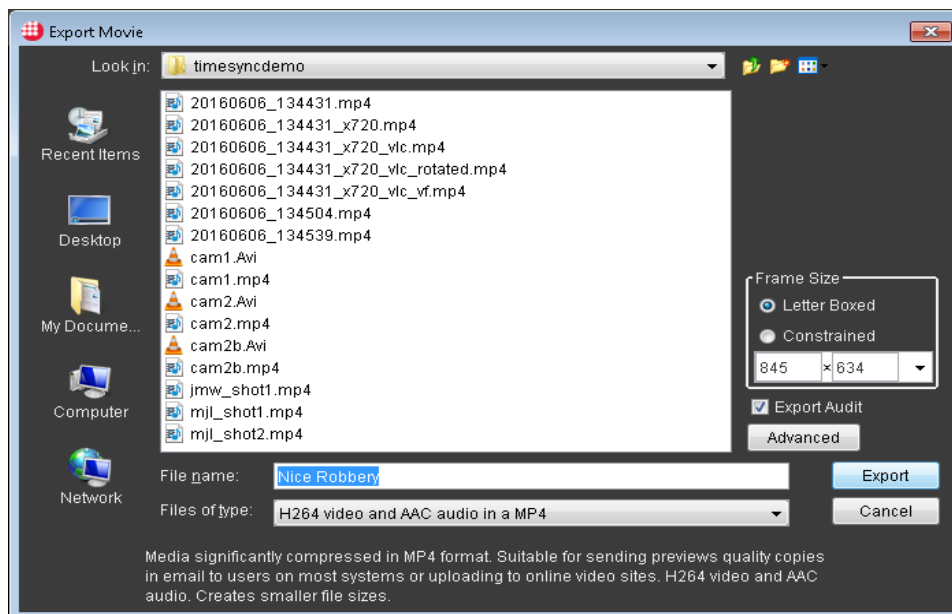 Export Movie
Look in:
timesyncdemo
Recent Items
Desktop
My Docume...
Computer
Network
20160606_134431.mp4
20160606_134431_x720.mp4
20160606_134431_x720_vlc.mp4
20160606_134431_x720_vlc_rotated.mp4
20160606_134431_x720_vlc_vf.mp4
20160606_134504.mp4
20160606_134539.mp4
cam1.Avi
cam1.mp4
cam2.Avi
cam2.mp4
cam2b.Avi
cam2b.mp4
jmw_shot1.mp4
mjl_shot1.mp4
mjl_shot2.mp4
Frame Size
Letter Boxed
Constrained
845 × 634
Export Audit
Advanced
File name:
Nice Robbery
Export
Files of type:
H264 video and AAC audio in a MP4
Cancel
Media significantly compressed in MP4 format. Suitable for sending previews quality copies
in email to users on most systems or uploading to online video sites. H264 video and AAC
audio. Creates smaller file sizes.